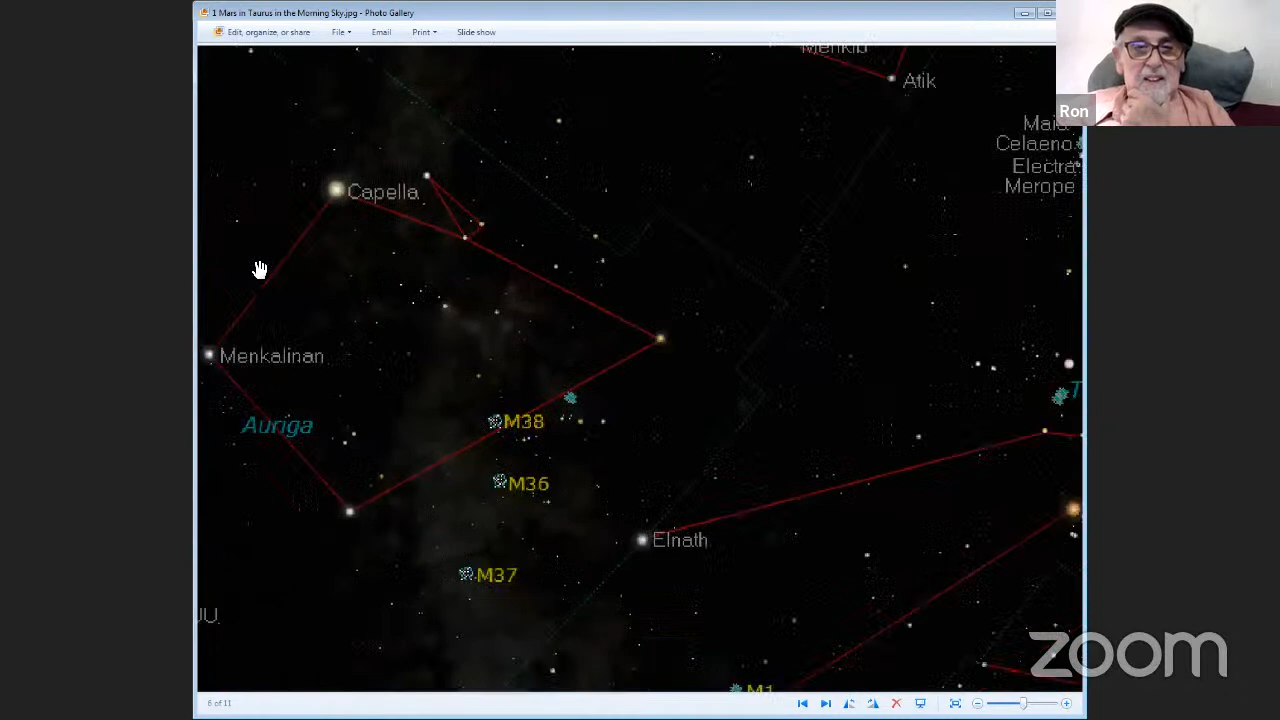 1 Mars in Taurus in the Morning Sky.jpg - Photo Gallery
Edit, organize, or share File Email Print Slide show
Menkib
Atik
Ron
Maia
Celaeno
Electra
Merope
Capella
Menkalinan
Auriga
T
M38
M36
Elnath
M37
M1
zoom
6 of 11